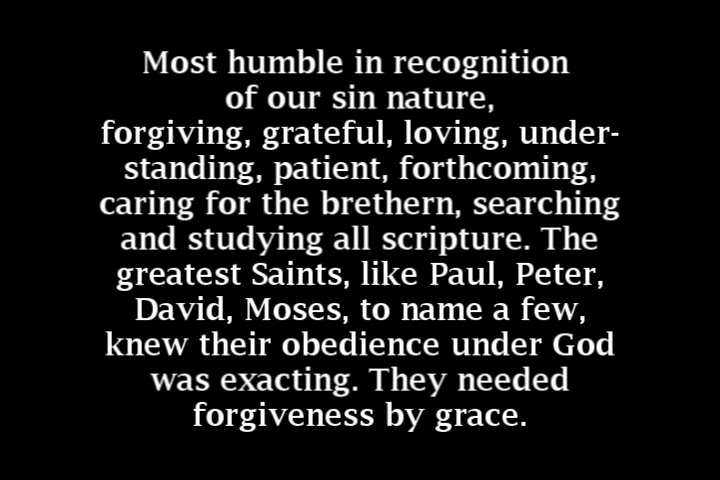 Most humble in recognition
of our sin nature,
forgiving, grateful, loving, under-
standing, patient, forthcoming,
caring for the brethern, searching
and studying all scripture. The
greatest Saints, like Paul, Peter,
David, Moses, to name a few,
knew their obedience under God
was exacting. They needed
forgiveness by grace.